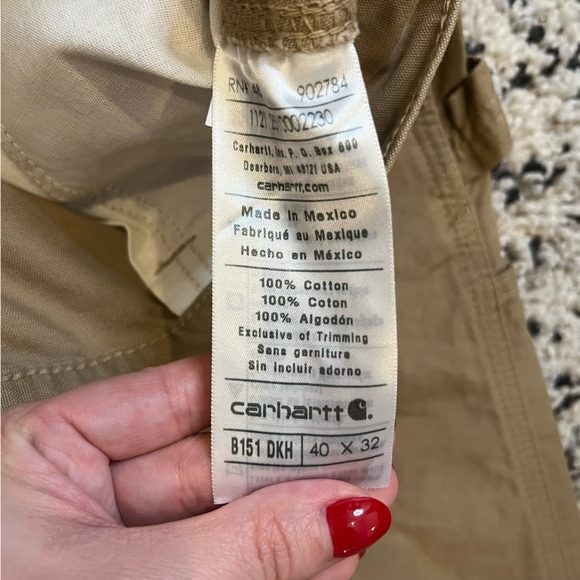 902784
Carhartt, Inc. P. O. Box 600
Dearborn, MI 48121 USA
carhartt.com
Made in Mexico
Fabriqué au Mexique
Hecho en México
100% Cotton
100% Coton
100% Algodón
Exclusive of Trimming
Sans garniture
Sin incluir adorno
carhartt
B151 DKH 40 X 32